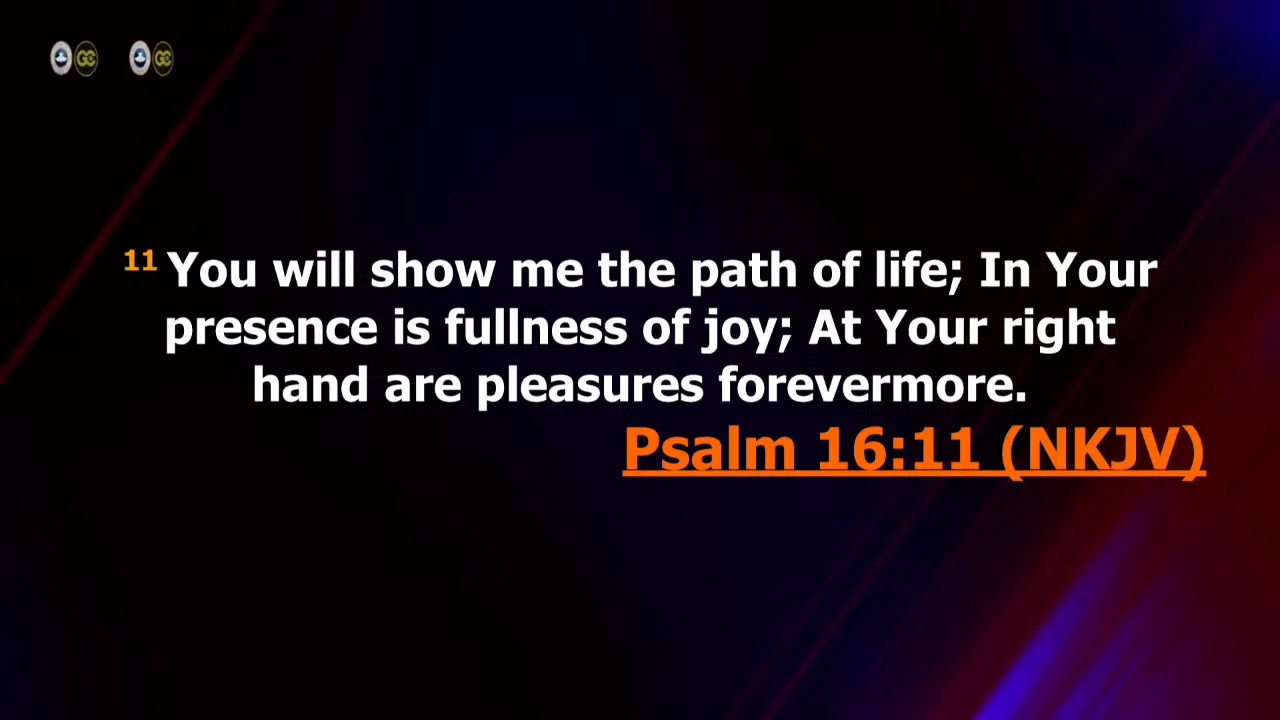 11 You will show me the path of life; In Your
presence is fullness of joy; At Your right
hand are pleasures forevermore.
Psalm 16:11 (NKJV)